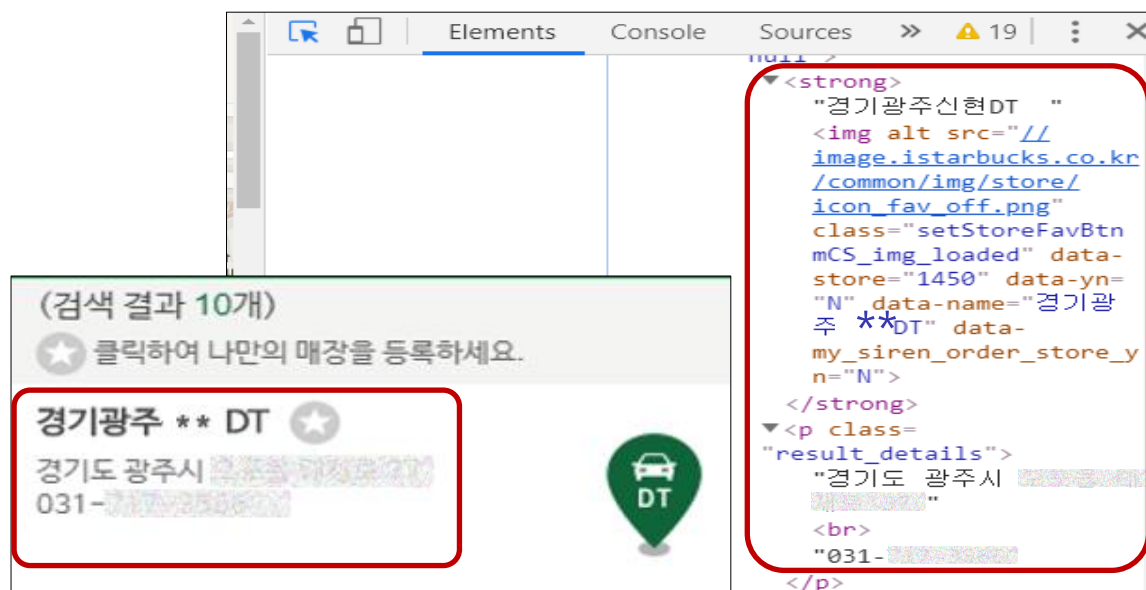 Elements Console Sources » 19
null >
▼<strong>
"경기광주신현DT "
<img alt src="//
image.istarbucks.co.kr
/common/img/store/
icon_fav_off.png"
class="setStoreFavBtn
mCS_img_loaded" data-
store="1450" data-yn=
"N" data-name="경기광
주 **DT" data-
my_siren_order_store_y
n="N">
</strong>
▼<p class=
"result_details">
"경기도 광주시
"
<br>
"031-
</p>
(검색 결과 10개)
클릭하여 나만의 매장을 등록하세요.
경기광주 ** DT
경기도 광주시
031-
DT